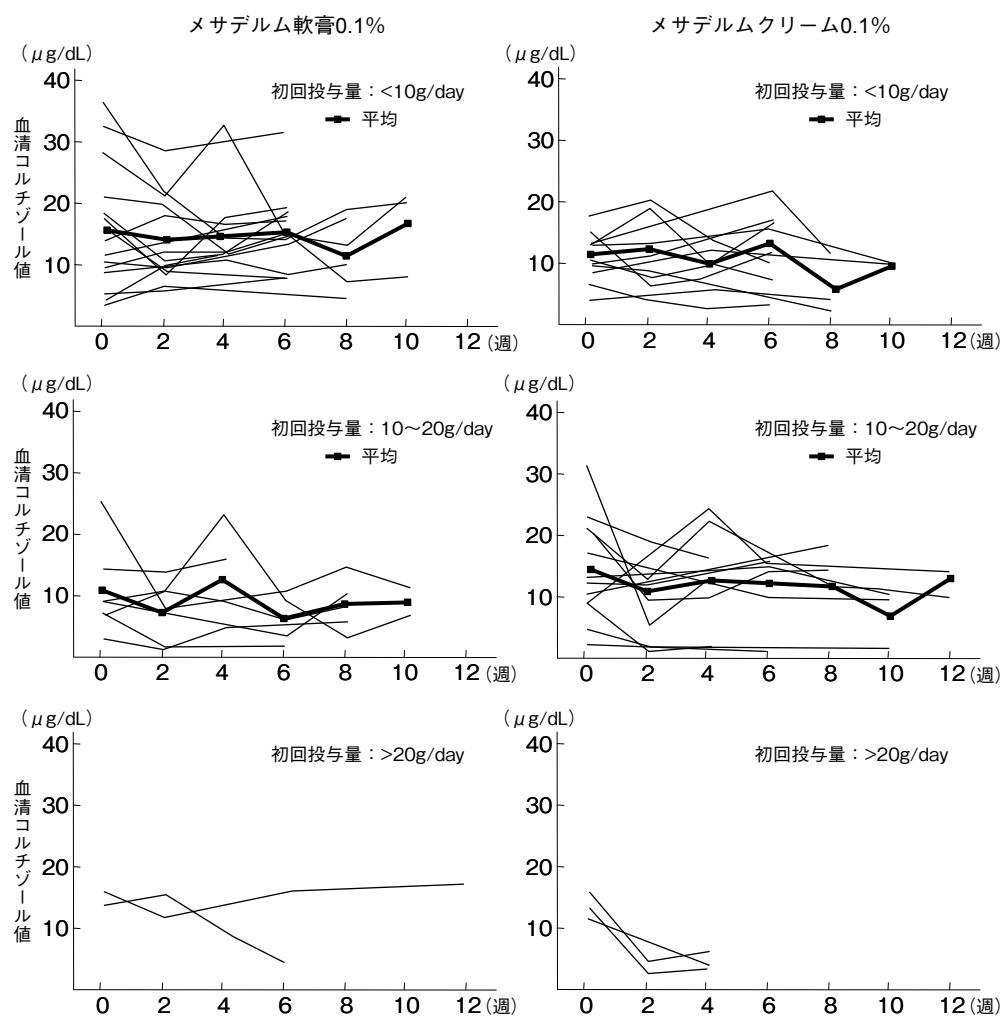 メサデルム軟膏0.1%
メサデルムクリーム0.1%
(μg/dL)
初回投与量：<10g/day
平均
血清コルチゾール値
40
30
20
10
0 2 4 6 8 10 12 (週)
(μg/dL)
初回投与量：<10g/day
平均
40
30
20
10
0 2 4 6 8 10 12 (週)
(μg/dL)
初回投与量：10〜20g/day
平均
血清コルチゾール値
40
30
20
10
0 2 4 6 8 10 12 (週)
(μg/dL)
初回投与量：10〜20g/day
平均
40
30
20
10
0 2 4 6 8 10 12 (週)
(μg/dL)
初回投与量：>20g/day
血清コルチゾール値
40
30
20
10
0 2 4 6 8 10 12 (週)
(μg/dL)
初回投与量：>20g/day
40
30
20
10
0 2 4 6 8 10 12 (週)